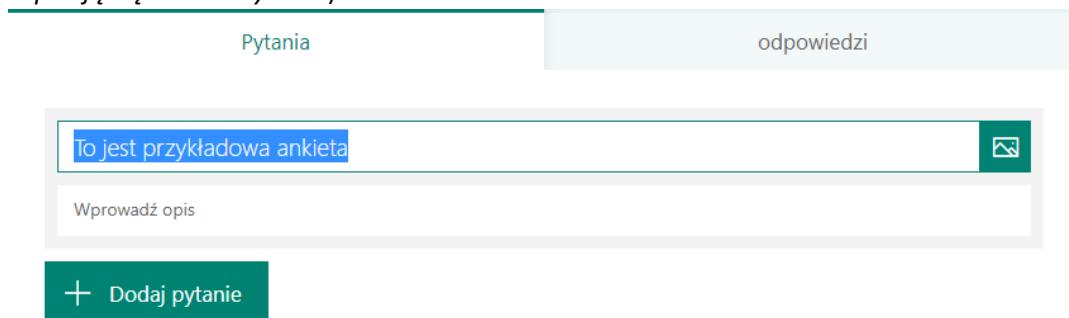 Pytania
odpowiedzi
To jest przykładowa ankieta
Wprowadź opis
Dodaj pytanie